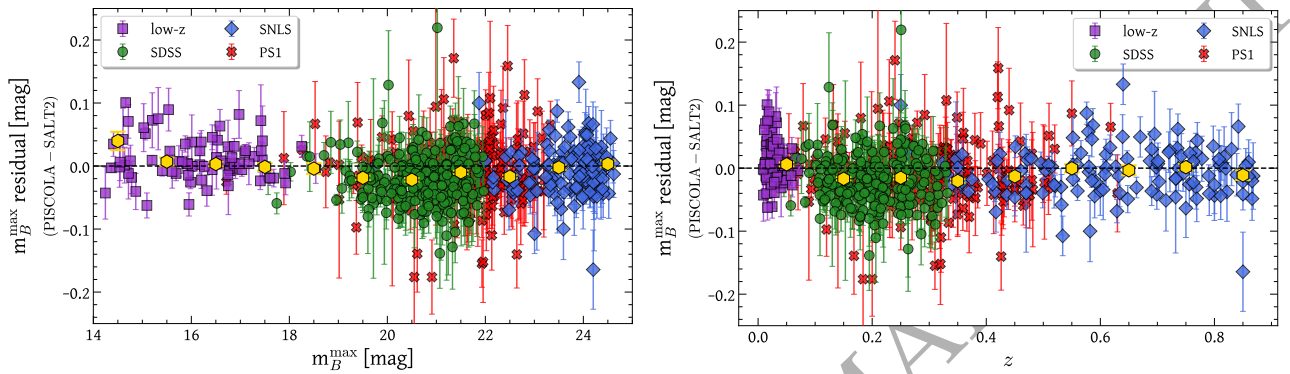 low-z
SDSS
SNLS
PS1
0.2
0.1
0.0
−0.1
−0.2
14
16
18
20
22
24
m_B^max [mag]
m_B^max residual [mag]
(PISCOLA − SALT2)
low-z
SDSS
SNLS
PS1
0.2
0.1
0.0
−0.1
−0.2
0.0
0.2
0.4
0.6
0.8
z
m_B^max residual [mag]
(PISCOLA − SALT2)
MA